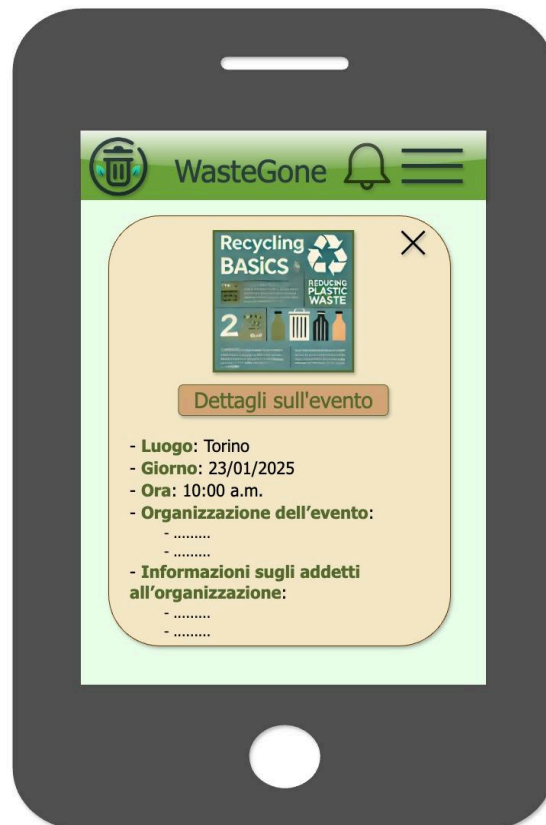 WasteGone
Recycling
BASiCS
REDUCING
PLASTIC
WASTE
2
Dettagli sull'evento
- Luogo: Torino
- Giorno: 23/01/2025
- Ora: 10:00 a.m.
- Organizzazione dell’evento:
- .........
- .........
- Informazioni sugli addetti
all’organizzazione:
- .........
- .........